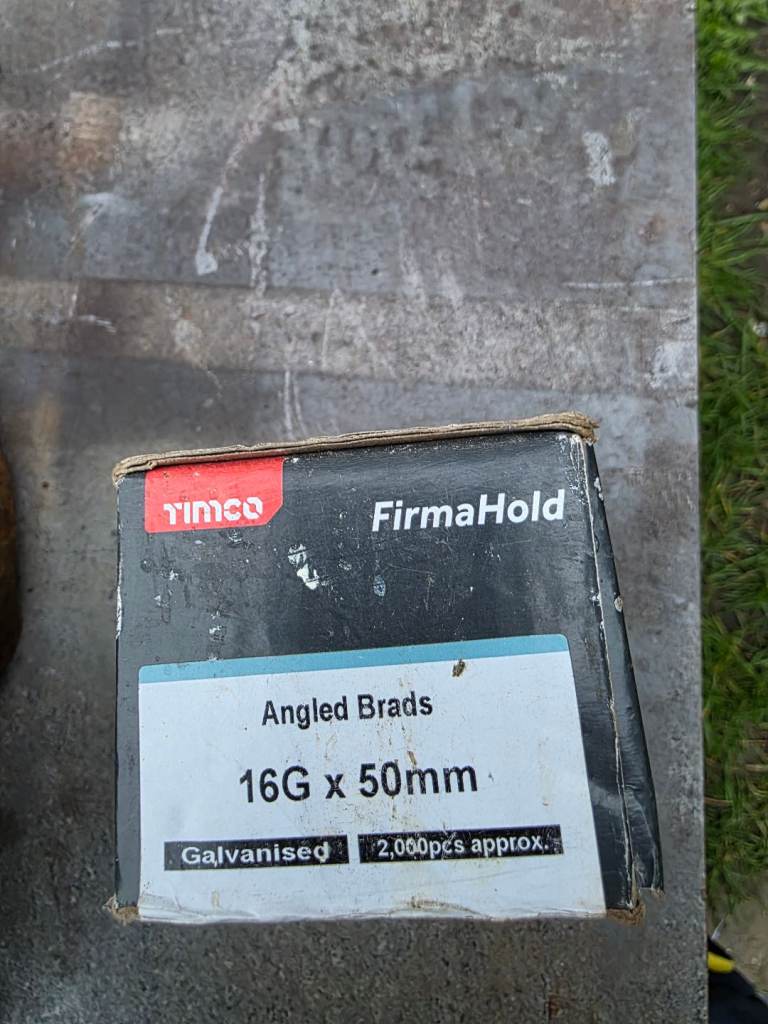 TIMCO
FirmaHold
Angled Brads
16G x 50mm
Galvanised
2,000pcs approx.